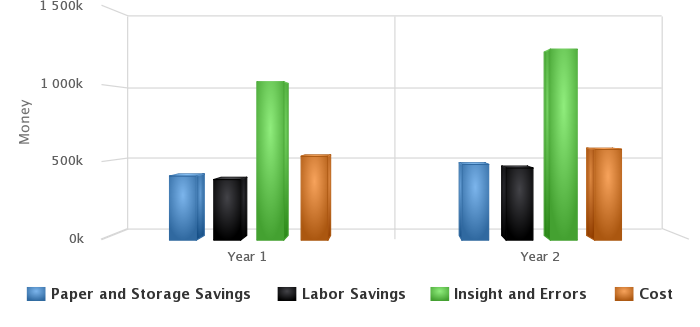 1 500k
1 000k
500k
0k
Money
Year 1
Year 2
Paper and Storage Savings
Labor Savings
Insight and Errors
Cost